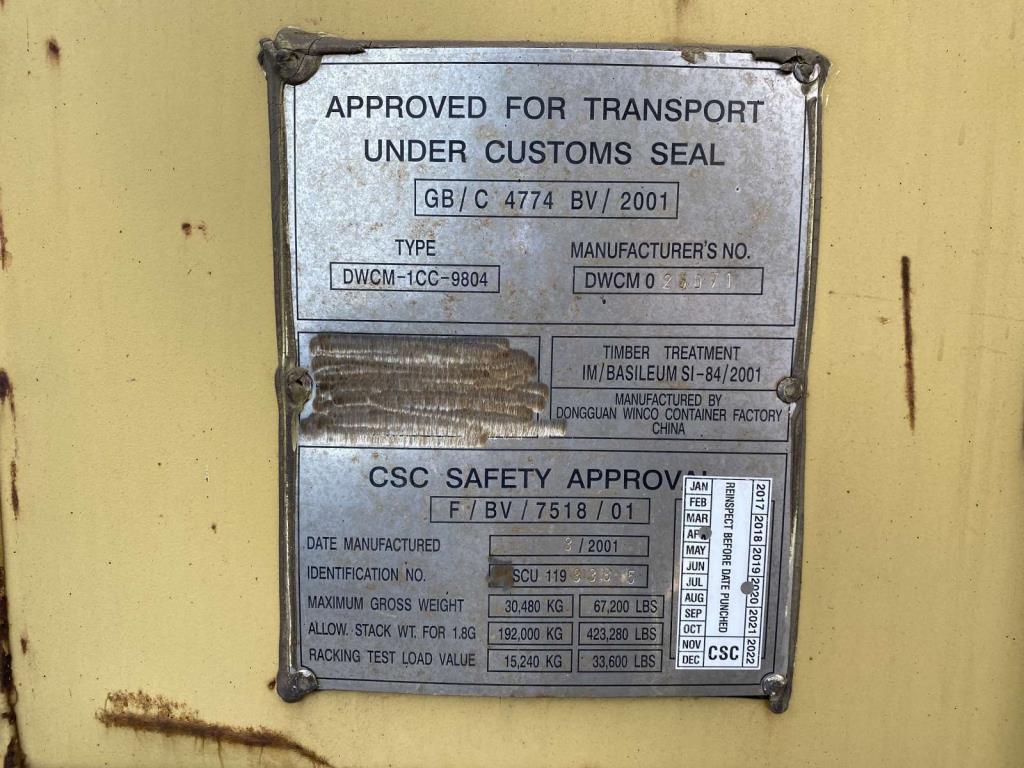 APPROVED FOR TRANSPORT
UNDER CUSTOMS SEAL
GB/C 4774 BV/2001
TYPE
DWCM-1CC-9804
MANUFACTURER'S NO.
DWCM 0
TIMBER TREATMENT
IM/BASILEUM SI-84/2001
MANUFACTURED BY
DONGGUAN WINCO CONTAINER FACTORY
CHINA
CSC SAFETY
F/BV/7518/01
DATE MANUFACTURED 3/2001
IDENTIFICATION NO. SCU 119
MAXIMUM GROSS WEIGHT 30,480 KG 67,200 LBS
ALLOW. STACK WT. FOR 1.8G 192,000 KG 423,280 LBS
RACKING TEST LOAD VALUE 15,240 KG 33,600 LBS
JAN
FEB
MAR
MAY
JUN
JUL
AUG
SEP
OCT
NOV
DEC
REINSPECT BEFORE DATE PUNCHED
CSC
2017 2018 2019 2020 2021 2022